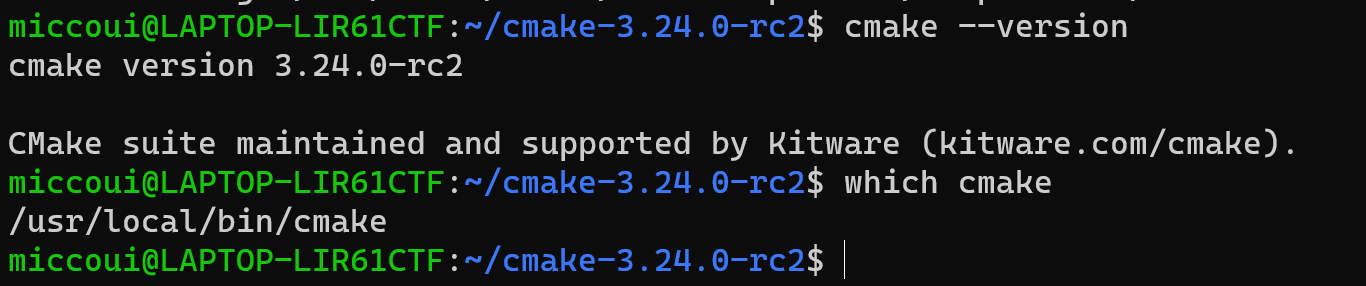 miccoui@LAPTOP-LIR61CTF:~/cmake-3.24.0-rc2$ cmake --version
cmake version 3.24.0-rc2
CMake suite maintained and supported by Kitware (kitware.com/cmake).
miccoui@LAPTOP-LIR61CTF:~/cmake-3.24.0-rc2$ which cmake
/usr/local/bin/cmake
miccoui@LAPTOP-LIR61CTF:~/cmake-3.24.0-rc2$